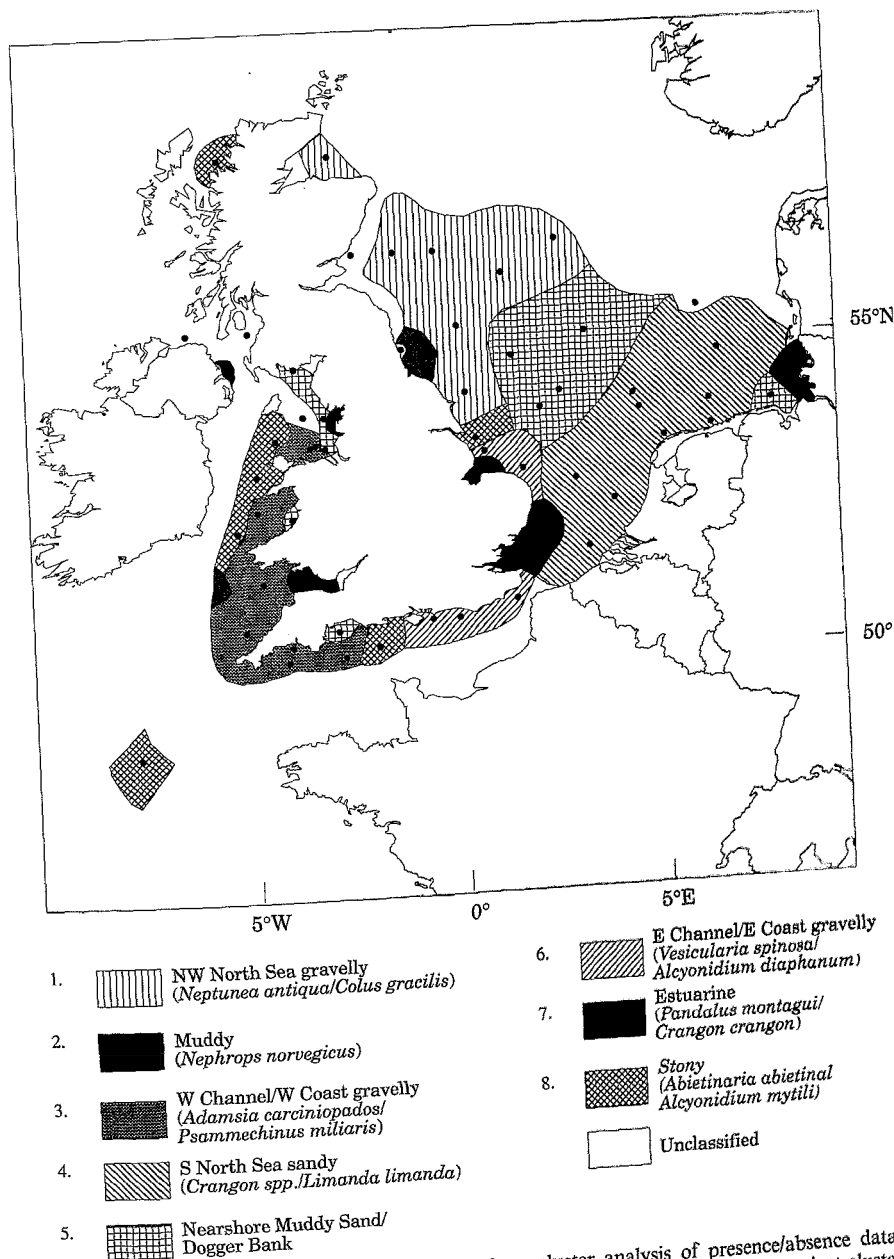 55°N
50°
5°W
0°
5°E
1.
NW North Sea gravelly
(Neptunea antiqua/Colus gracilis)
2.
Muddy
(Nephrops norvegicus)
3.
W Channel/W Coast gravelly
(Adamsia carciniopados/
Psammechinus miliaris)
4.
S North Sea sandy
(Crangon spp./Limanda limanda)
5.
Nearshore Muddy Sand/
Dogger Bank
6.
E Channel/E Coast gravelly
(Vesicularia spinosa/
Alcyonidium diaphanum)
7.
Estuarine
(Pandalus montagui/
Crangon crangon)
8.
Stony
(Abietinaria abietinal
Alcyonidium mytili)
Unclassified
cluster analysis of presence/absence data